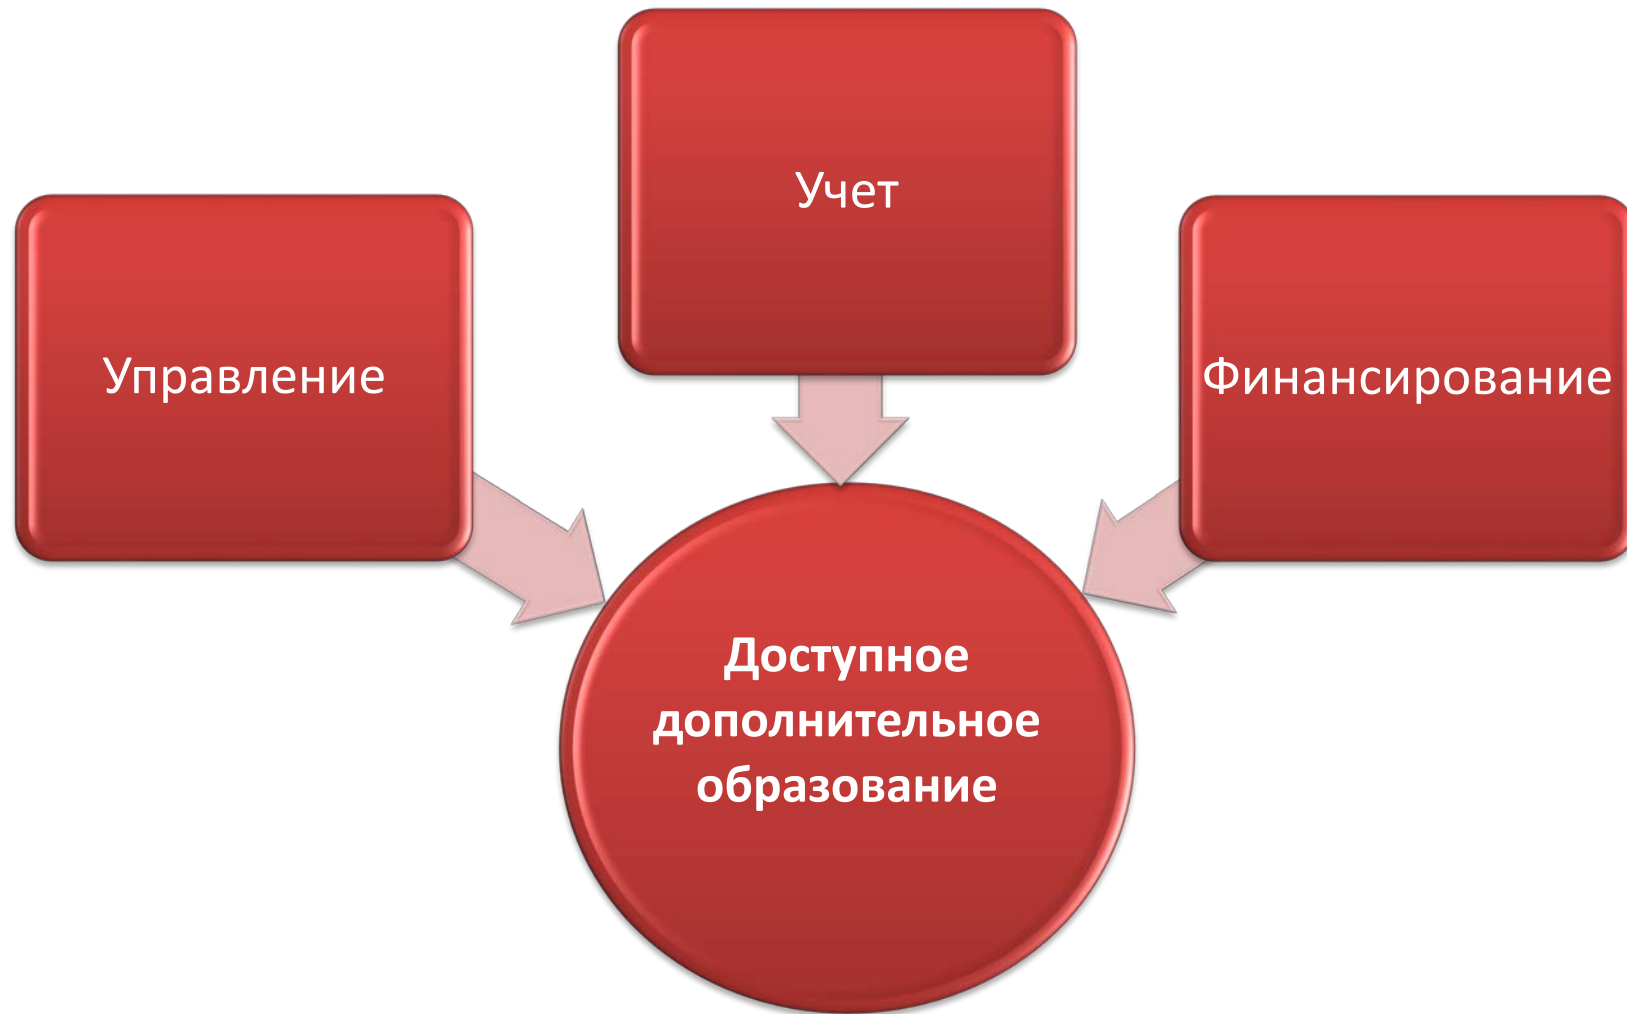 Учет
Управление
Финансирование
Доступное
дополнительное
образование